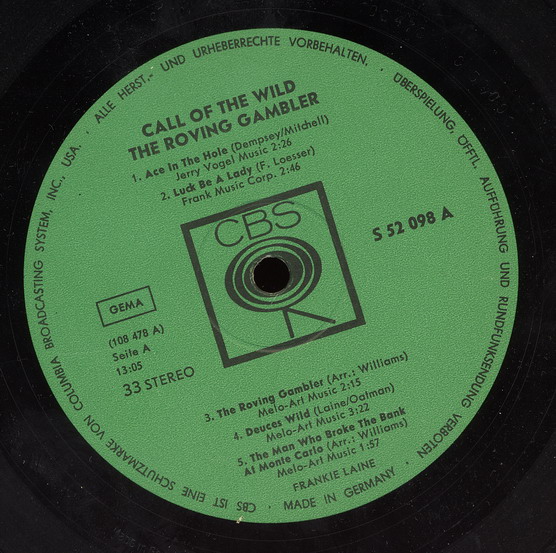 ALLE HERST.- UND URHEBERRECHTE VORBEHALTEN. · ÜBERSPIELUNG, ÖFFTL. AUFFÜHRUNG UND RUNDFUNKSENDUNG VERBOTEN
CALL OF THE WILD
THE ROVING GAMBLER
1. Ace In The Hole (Dempsey/Mitchell)
Jerry Vogel Music 2:26
2. Luck Be A Lady (F. Loesser)
Frank Music Corp. 2:46
CBS
S 52 098 A
GEMA
(108 478 A)
Seite A
13:05
33 STEREO
3. The Roving Gambler (Arr.: Williams)
Melo-Art Music 2:15
4. Deuces Wild (Laine/Oatman)
Melo-Art Music 3:22
5. The Man Who Broke The Bank
At Monte Carlo (Arr.: Williams)
Melo-Art Music 1:57
FRANKIE LAINE
· MADE IN GERMANY ·
CBS IST EINE SCHUTZMARKE VON COLUMBIA BROADCASTING SYSTEM, INC., USA. ·